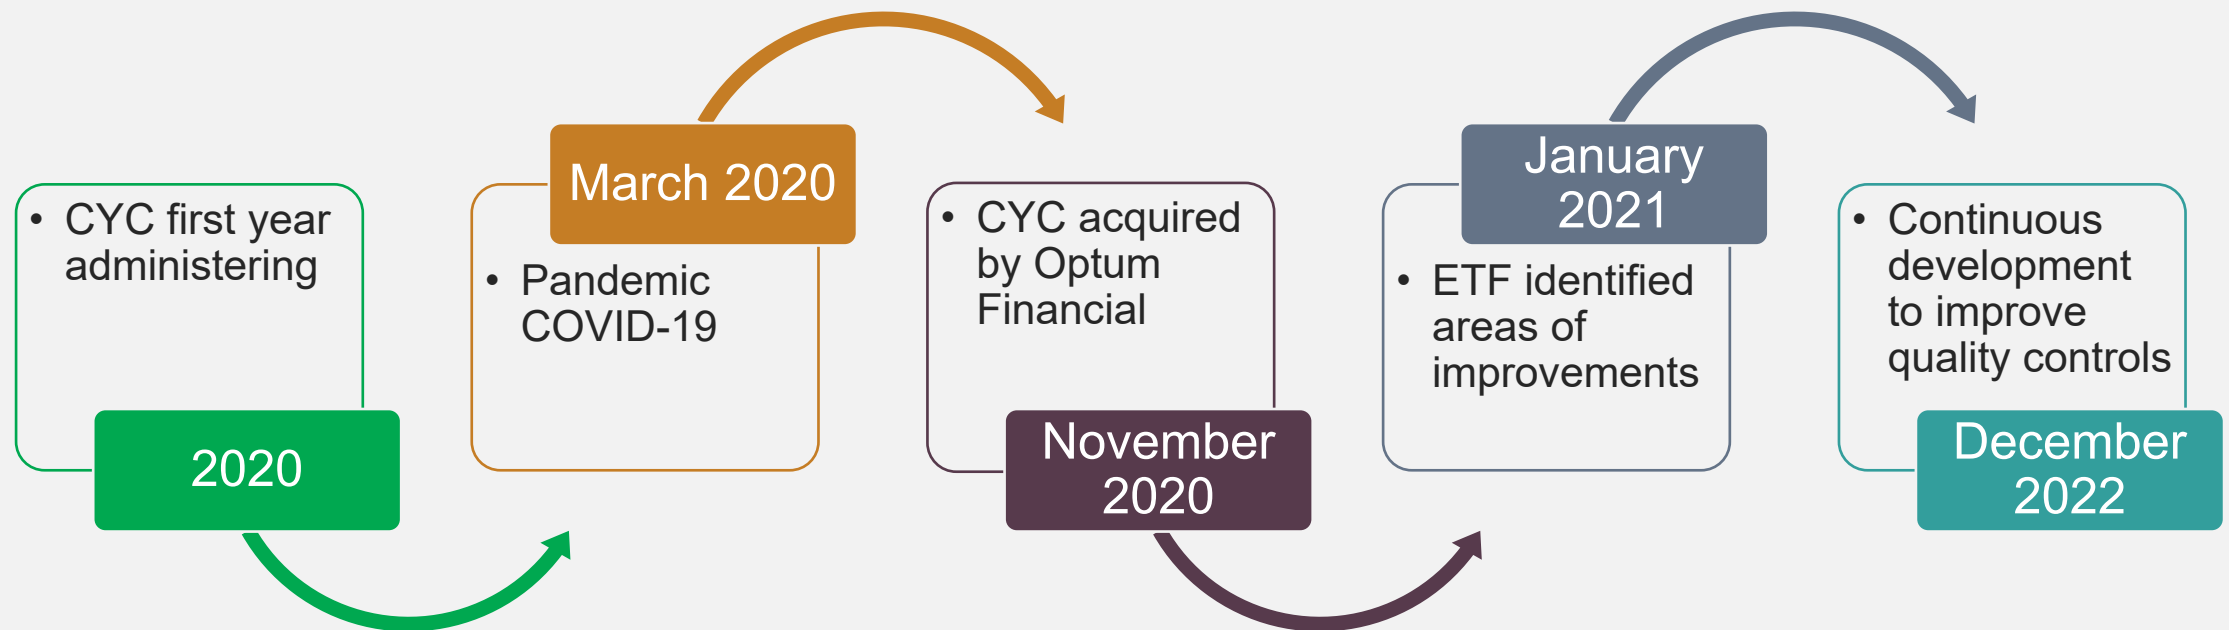 • CYC first year
administering
2020
March 2020
• Pandemic
COVID-19
• CYC acquired
by Optum
Financial
November
2020
January
2021
• ETF identified
areas of
improvements
• Continuous
development
to improve
quality controls
December
2022